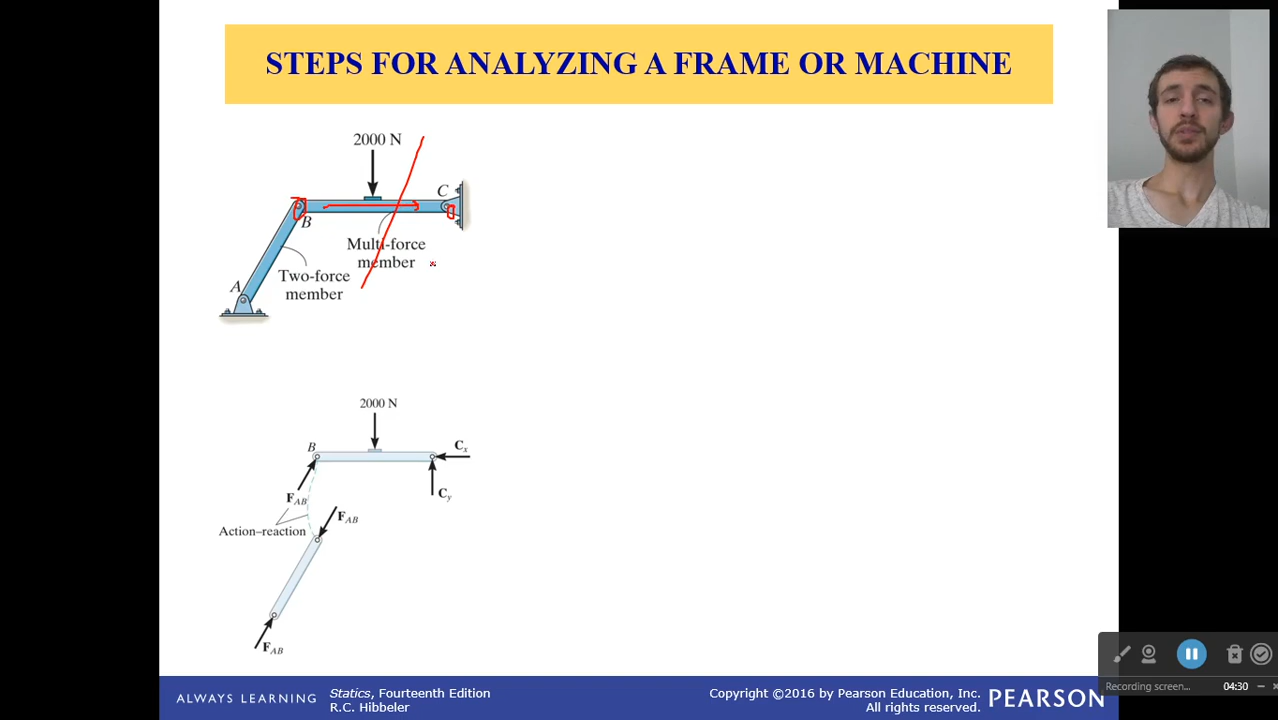 STEPS FOR ANALYZING A FRAME OR MACHINE
2000 N
C
B
Multi-force
member
Two-force
member
A
2000 N
B
Cx
Cy
FAB
FAB
Action–reaction
FAB
ALWAYS LEARNING
Statics, Fourteenth Edition
R.C. Hibbeler
Copyright ©2016 by Pearson Education, Inc.
All rights reserved.
PEARSON
Recording screen...
04:30